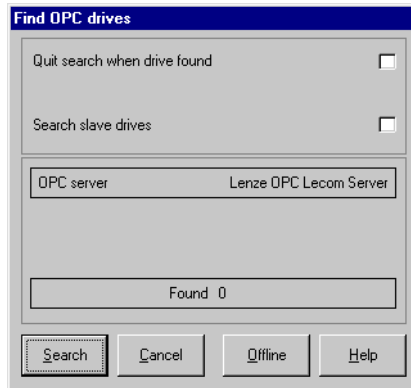 Find OPC drives
Quit search when drive found
Search slave drives
OPC server Lenze OPC Lecom Server
Found 0
Search Cancel Offline Help